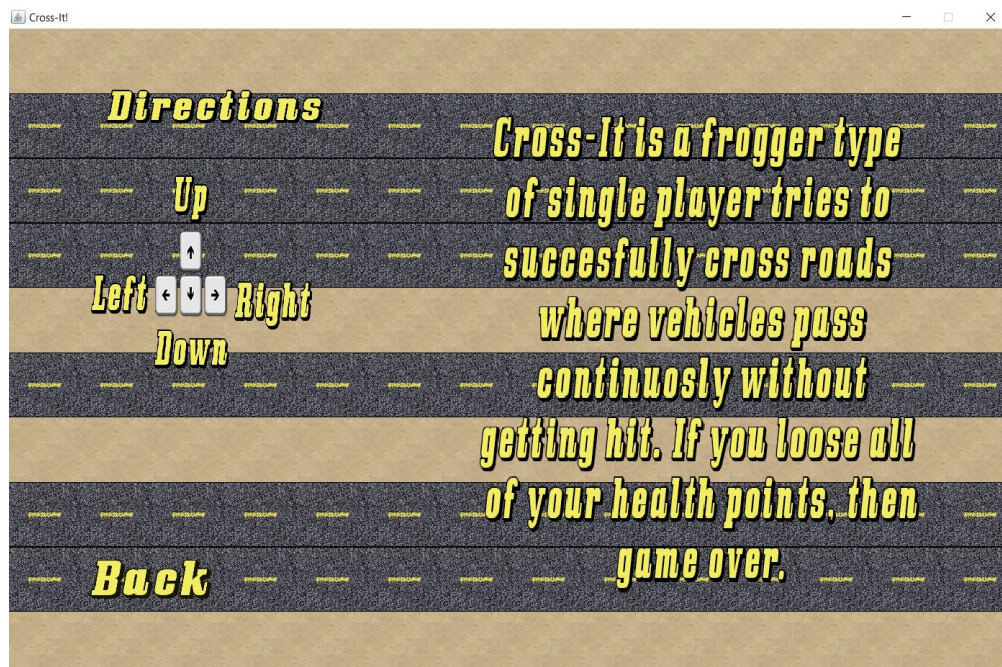 Cross-It!
Directions
Up
Left Right
Down
Back
Cross-It is a frogger type
of single player tries to
succesfully cross roads
where vehicles pass
continuosly without
getting hit. If you loose all
of your health points, then
game over.